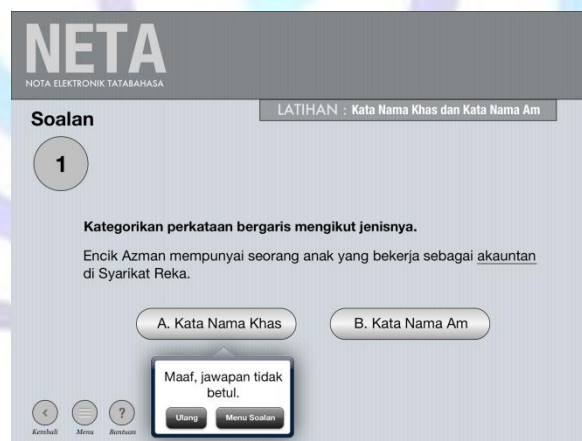 NETA
NOTA ELEKTRONIK TATABAHASA
LATIHAN : Kata Nama Khas dan Kata Nama Am
Soalan
1
Kategorikan perkataan bergaris mengikut jenisnya.
Encik Azman mempunyai seorang anak yang bekerja sebagai akauntan
di Syarikat Reka.
A. Kata Nama Khas
B. Kata Nama Am
Maaf, jawapan tidak
betul.
Ulang
Menu Soalan
?
Kembali
Menu
Bantuan